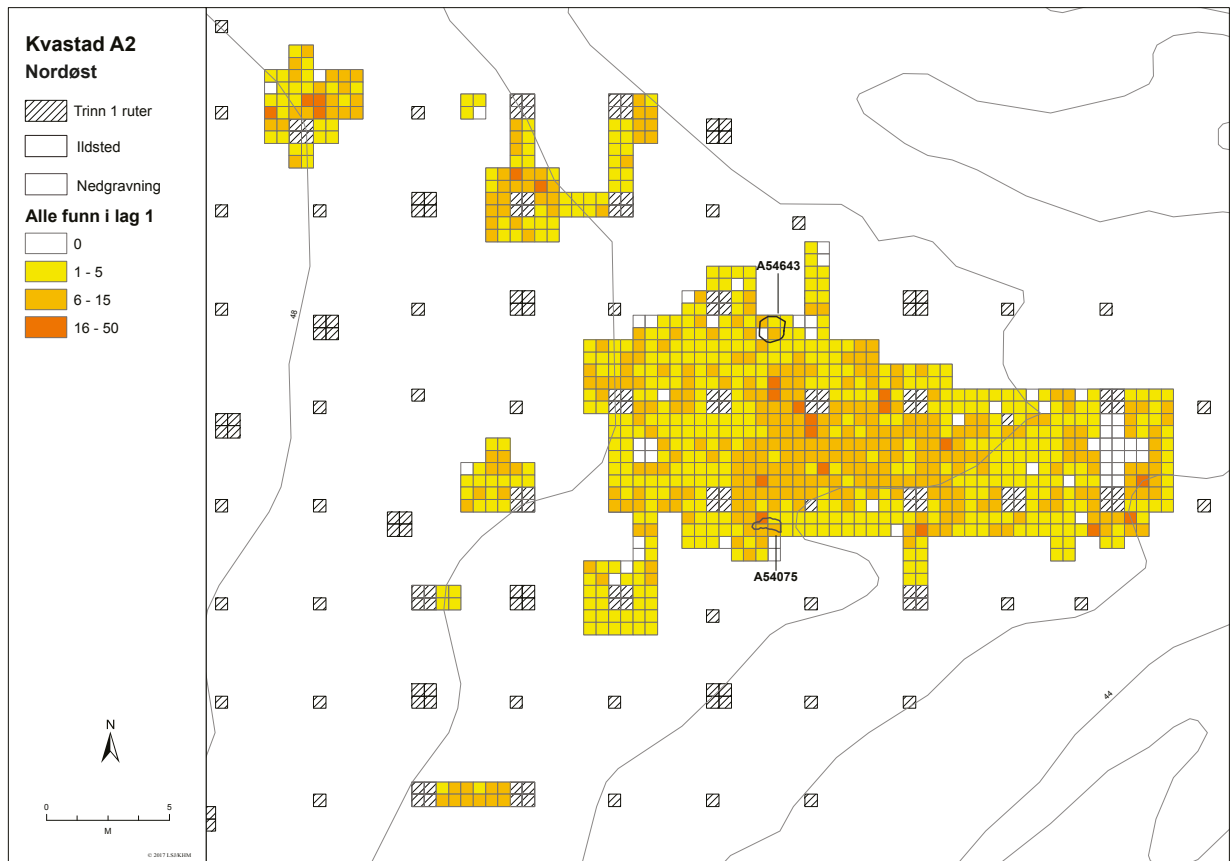 Kvastad A2
Nordøst
Trinn 1 ruter
Ildsted
Nedgravning
Alle funn i lag 1
0
1 - 5
6 - 15
16 - 50
N
0 5
M
© 2017 LSJ/KHM
48
A54643
A54075
44